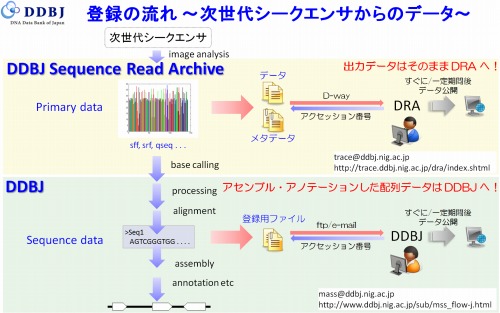 DDBJ
DNA Data Bank of Japan
登録の流れ ～次世代シークエンサからのデータ～
次世代シークエンサ
image analysis
DDBJ Sequence Read Archive
出力データはそのまま DRA へ！
Primary data
sff, srf, qseq . . .
データ
メタデータ
D-way
アクセッション番号
DRA
すぐに/一定期間後
データ公開
trace@ddbj.nig.ac.jp
http://trace.ddbj.nig.ac.jp/dra/index.shtml
base calling
DDBJ
processing
アセンブル・アノテーションした配列データは DDBJ へ！
alignment
Sequence data
>Seq1
AGTCGGGTGG . . . .
登録用ファイル
ftp/e-mail
アクセッション番号
DDBJ
すぐに/一定期間後
データ公開
assembly
annotation etc
mass@ddbj.nig.ac.jp
http://www.ddbj.nig.ac.jp/sub/mss_flow-j.html